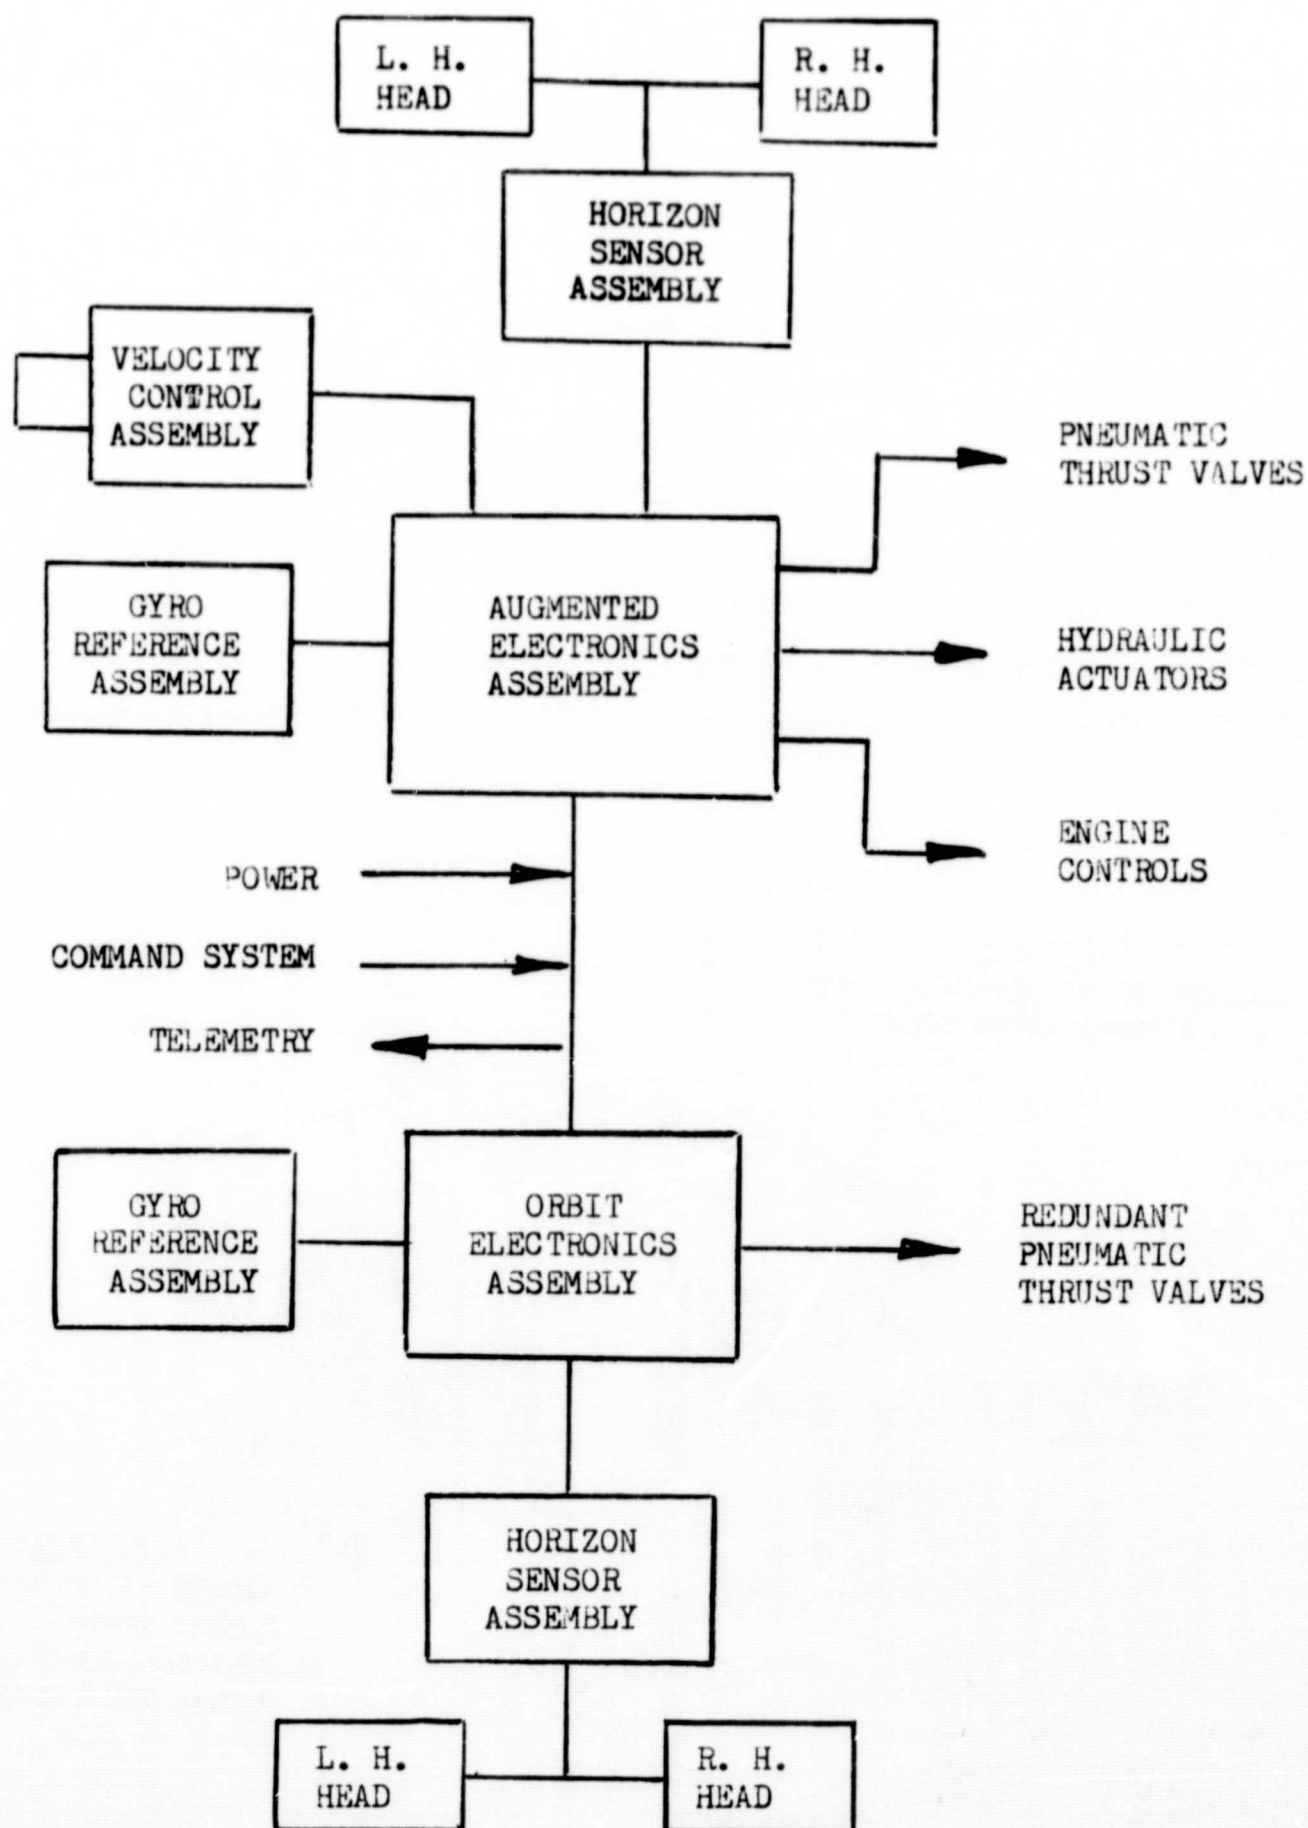 L. H.
HEAD
R. H.
HEAD
HORIZON
SENSOR
ASSEMBLY
VELOCITY
CONTROL
ASSEMBLY
PNEUMATIC
THRUST VALVES
GYRO
REFERENCE
ASSEMBLY
AUGMENTED
ELECTRONICS
ASSEMBLY
HYDRAULIC
ACTUATORS
ENGINE
CONTROLS
POWER
COMMAND SYSTEM
TELEMETRY
GYRO
REFERENCE
ASSEMBLY
ORBIT
ELECTRONICS
ASSEMBLY
REDUNDANT
PNEUMATIC
THRUST VALVES
HORIZON
SENSOR
ASSEMBLY
L. H.
HEAD
R. H.
HEAD